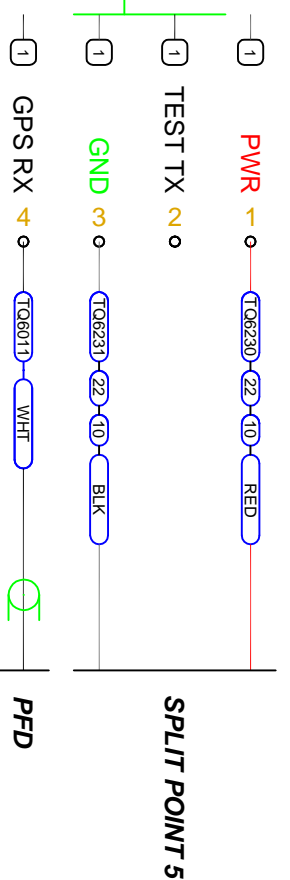 1 PWR 1 TQ6230 22 10 RED
1 TEST TX 2
SPLIT POINT 5
1 GND 3 TQ6231 22 10 BLK
1 GPS RX 4 TQ6011 WHT
PFD